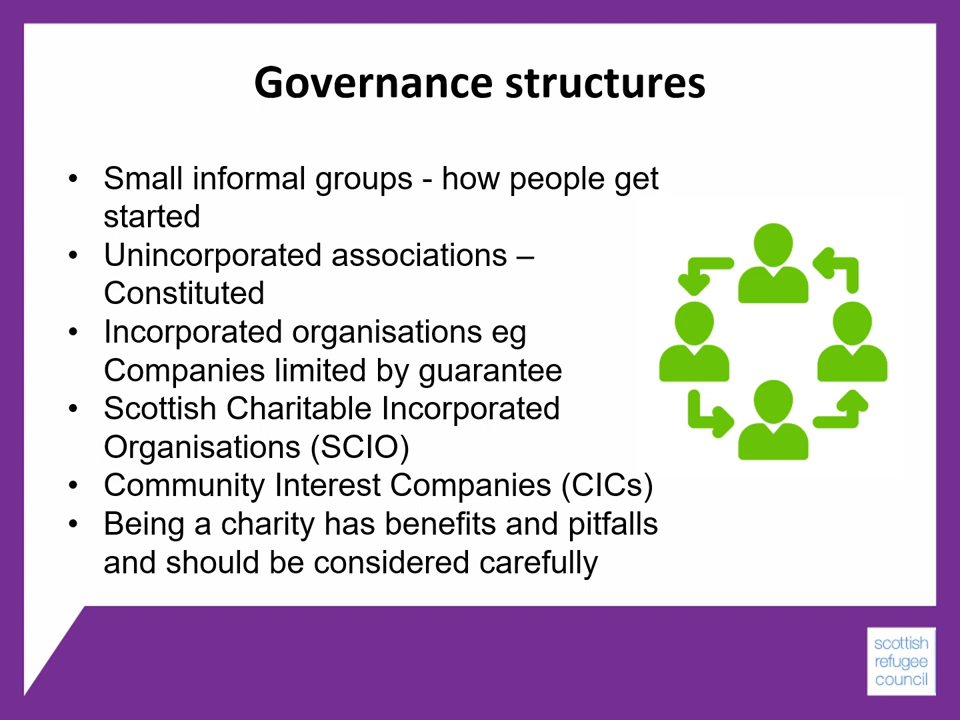 Governance structures
• Small informal groups - how people get
started
• Unincorporated associations –
Constituted
• Incorporated organisations eg
Companies limited by guarantee
• Scottish Charitable Incorporated
Organisations (SCIO)
• Community Interest Companies (CICs)
• Being a charity has benefits and pitfalls
and should be considered carefully
scottish
refugee
council